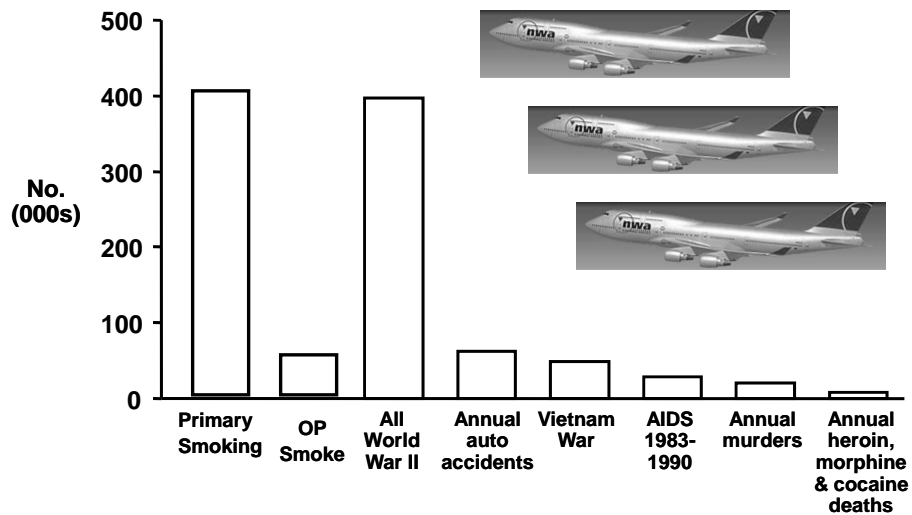 500
400
300
200
100
0
No.
(000s)
nwa
nwa
nwa
Primary
Smoking
OP
Smoke
All
World
War II
Annual
auto
accidents
Vietnam
War
AIDS
1983-
1990
Annual
murders
Annual
heroin,
morphine
& cocaine
deaths